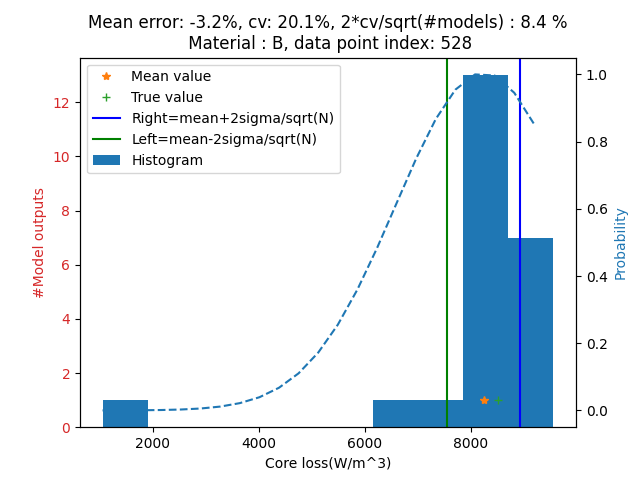 Mean error: -3.2%, cv: 20.1%, 2*cv/sqrt(#models) : 8.4 %
Material : B, data point index: 528
Mean value
True value
Right=mean+2sigma/sqrt(N)
Left=mean-2sigma/sqrt(N)
Histogram
#Model outputs
0
2
4
6
8
10
12
Probability
0.0
0.2
0.4
0.6
0.8
1.0
2000 4000 6000 8000
Core loss(W/m^3)